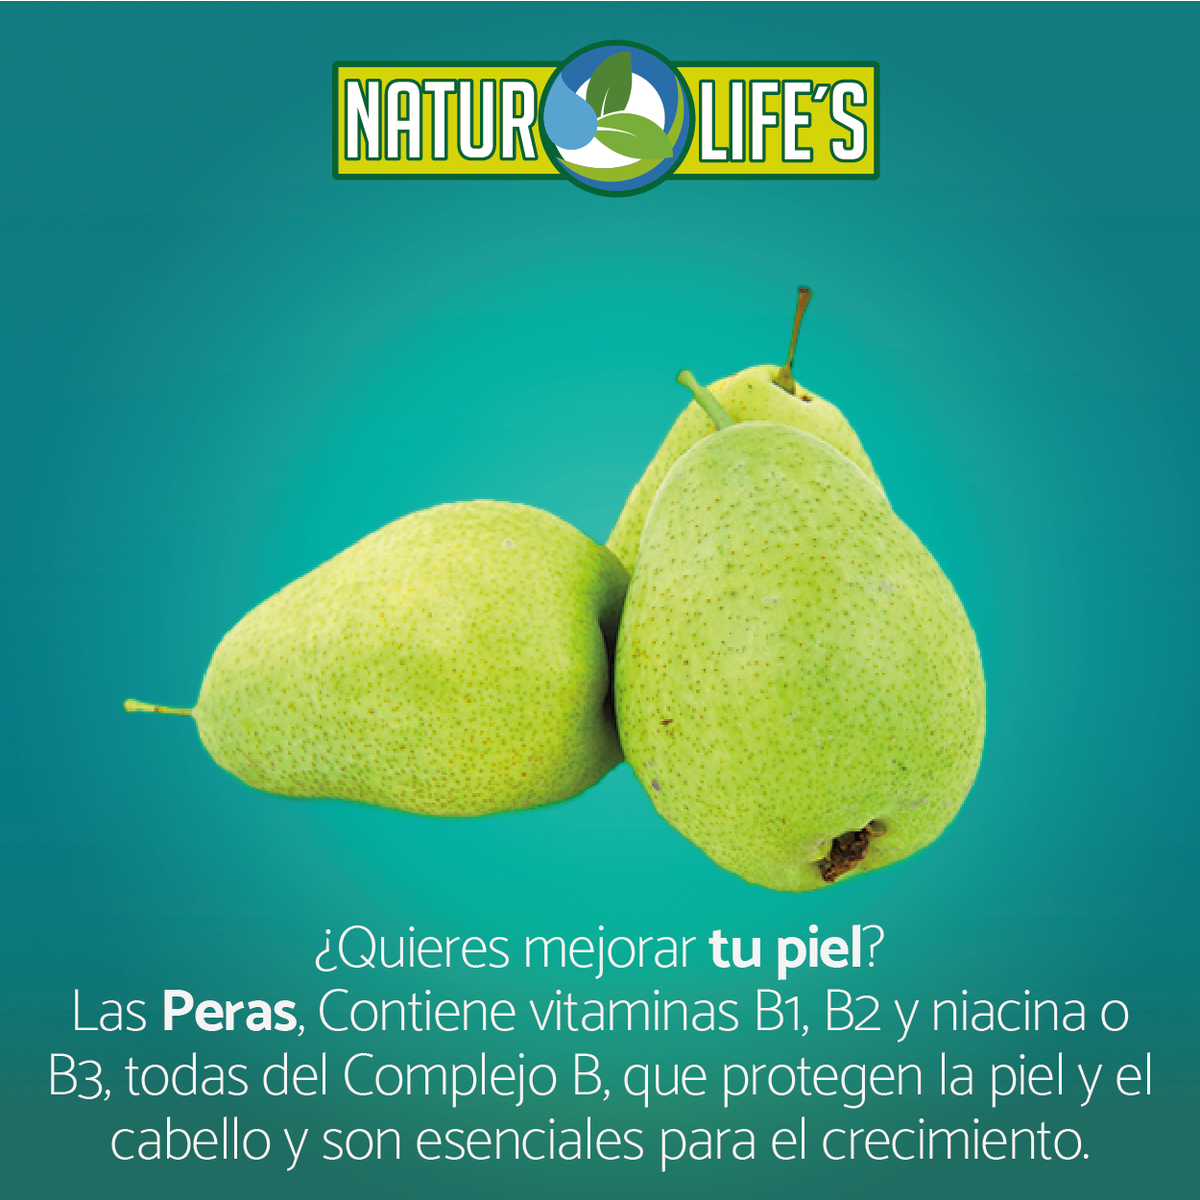 NATUR LIFE´S
¿Quieres mejorar tu piel?
Las Peras, Contiene vitaminas B1, B2 y niacina o
B3, todas del Complejo B, que protegen la piel y el
cabello y son esenciales para el crecimiento.